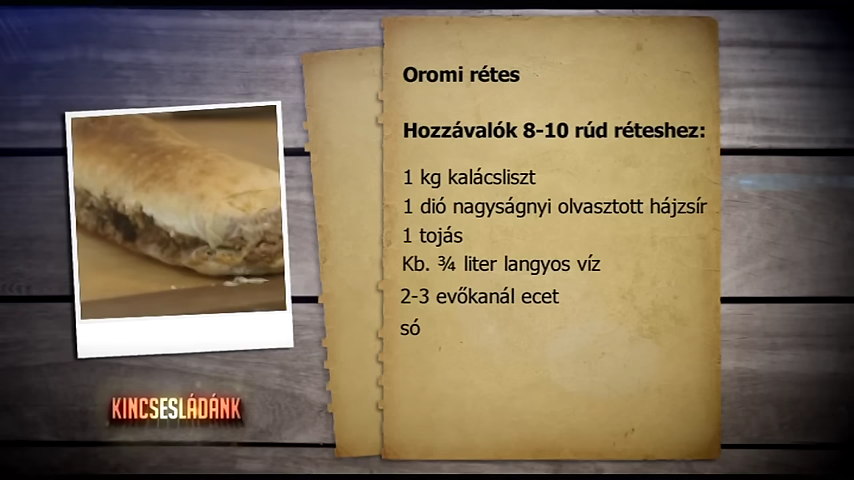 Oromi rétes
Hozzávalók 8-10 rúd réteshez:
1 kg kalácsliszt
1 dió nagyságnyi olvasztott hájzsír
1 tojás
Kb. ¾ liter langyos víz
2-3 evőkanál ecet
só
KINCSESLÁDÁNK